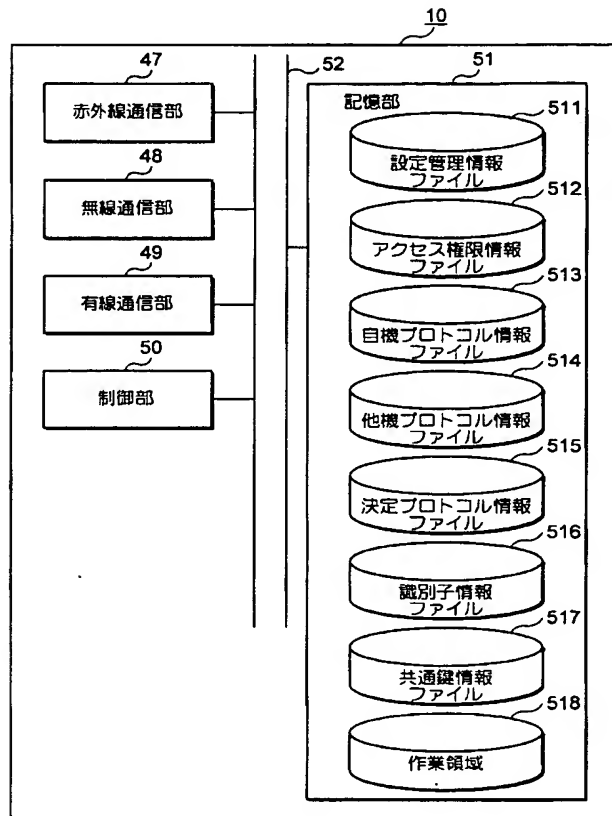 10
47
52
51
赤外線通信部
記憶部
511
設定管理情報
ファイル
48
無線通信部
512
アクセス権限情報
ファイル
49
有線通信部
513
自機プロトコル情報
ファイル
50
制御部
514
他機プロトコル情報
ファイル
515
決定プロトコル情報
ファイル
516
識別子情報
ファイル
517
共通鍵情報
ファイル
518
作業領域